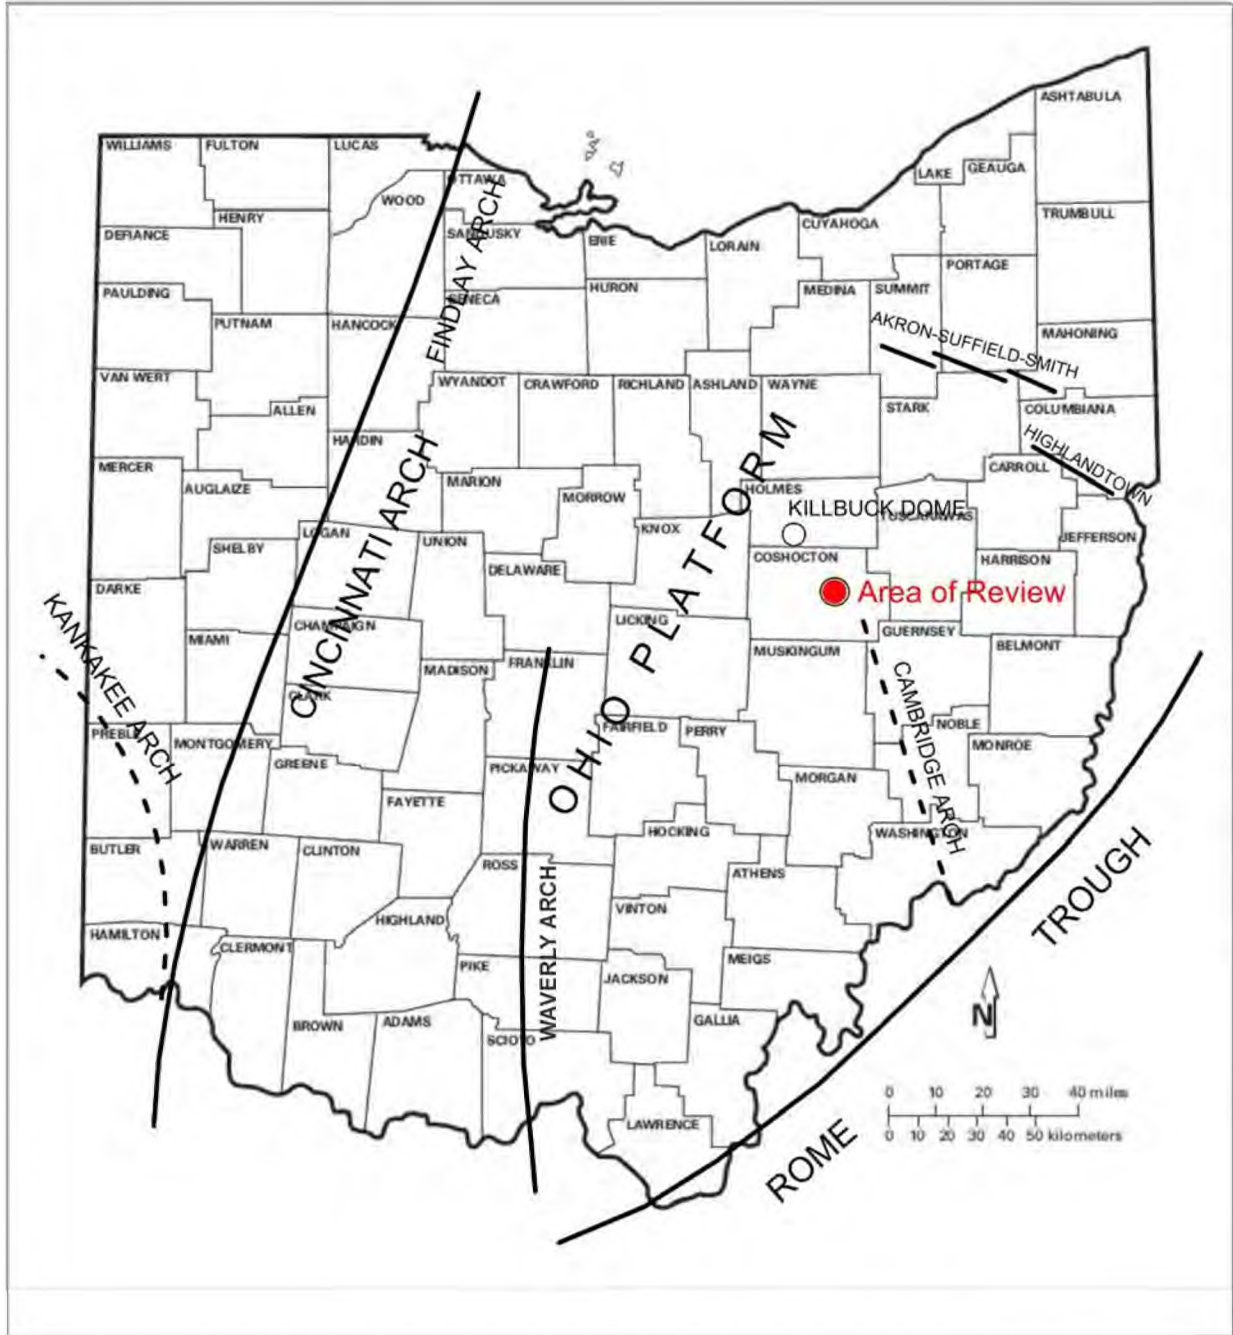 ASHTABULA
WILLIAMS
FULTON
LUCAS
LAKE
GEAUGA
OTTAWA
WOOD
HENRY
TRUMBULL
CUYAHOGA
DEFIANCE
SANDUSKY
ERIE
LORAIN
PORTAGE
FINDLAY ARCH
PAULDING
SENECA
HURON
MEDINA
SUMMIT
PUTNAM
HANCOCK
AKRON-SUFFIELD-SMITH
MAHONING
VAN WERT
WYANDOT
CRAWFORD
RICHLAND
ASHLAND
WAYNE
ALLEN
STARK
COLUMBIANA
HARDIN
HIGHLANDTOWN
MERCER
AUGLAIZE
MARION
MORROW
CARROLL
HOLMES
KILLBUCK DOME
TUSCARAWAS
LOGAN
UNION
KNOX
JEFFERSON
SHELBY
COSHOCTON
HARRISON
DELAWARE
CINCINNATI ARCH
OHIO PLATFORM
DARKE
Area of Review
KANKAKEE ARCH
CHAMPAIGN
LICKING
GUERNSEY
MIAMI
BELMONT
MUSKINGUM
MADISON
FRANKLIN
CLARK
CAMBRIDGE ARCH
PREBLE
MONTGOMERY
FAIRFIELD
PERRY
NOBLE
MONROE
GREENE
PICKAWAY
MORGAN
FAYETTE
HOCKING
WASHINGTON
BUTLER
WARREN
CLINTON
ROSS
ATHENS
WAVERLY ARCH
VINTON
HIGHLAND
HAMILTON
CLERMONT
PIKE
MEIGS
JACKSON
ROME TROUGH
N
BROWN
ADAMS
SCIOTO
GALLIA
LAWRENCE
0 10 20 30 40 miles
0 10 20 30 40 50 kilometers